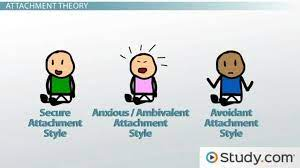 ATTACHMENT THEORY
Secure
Attachment
Style
Anxious / Ambivalent
Attachment
Style
Avoidant
Attachment
Style
Study.com